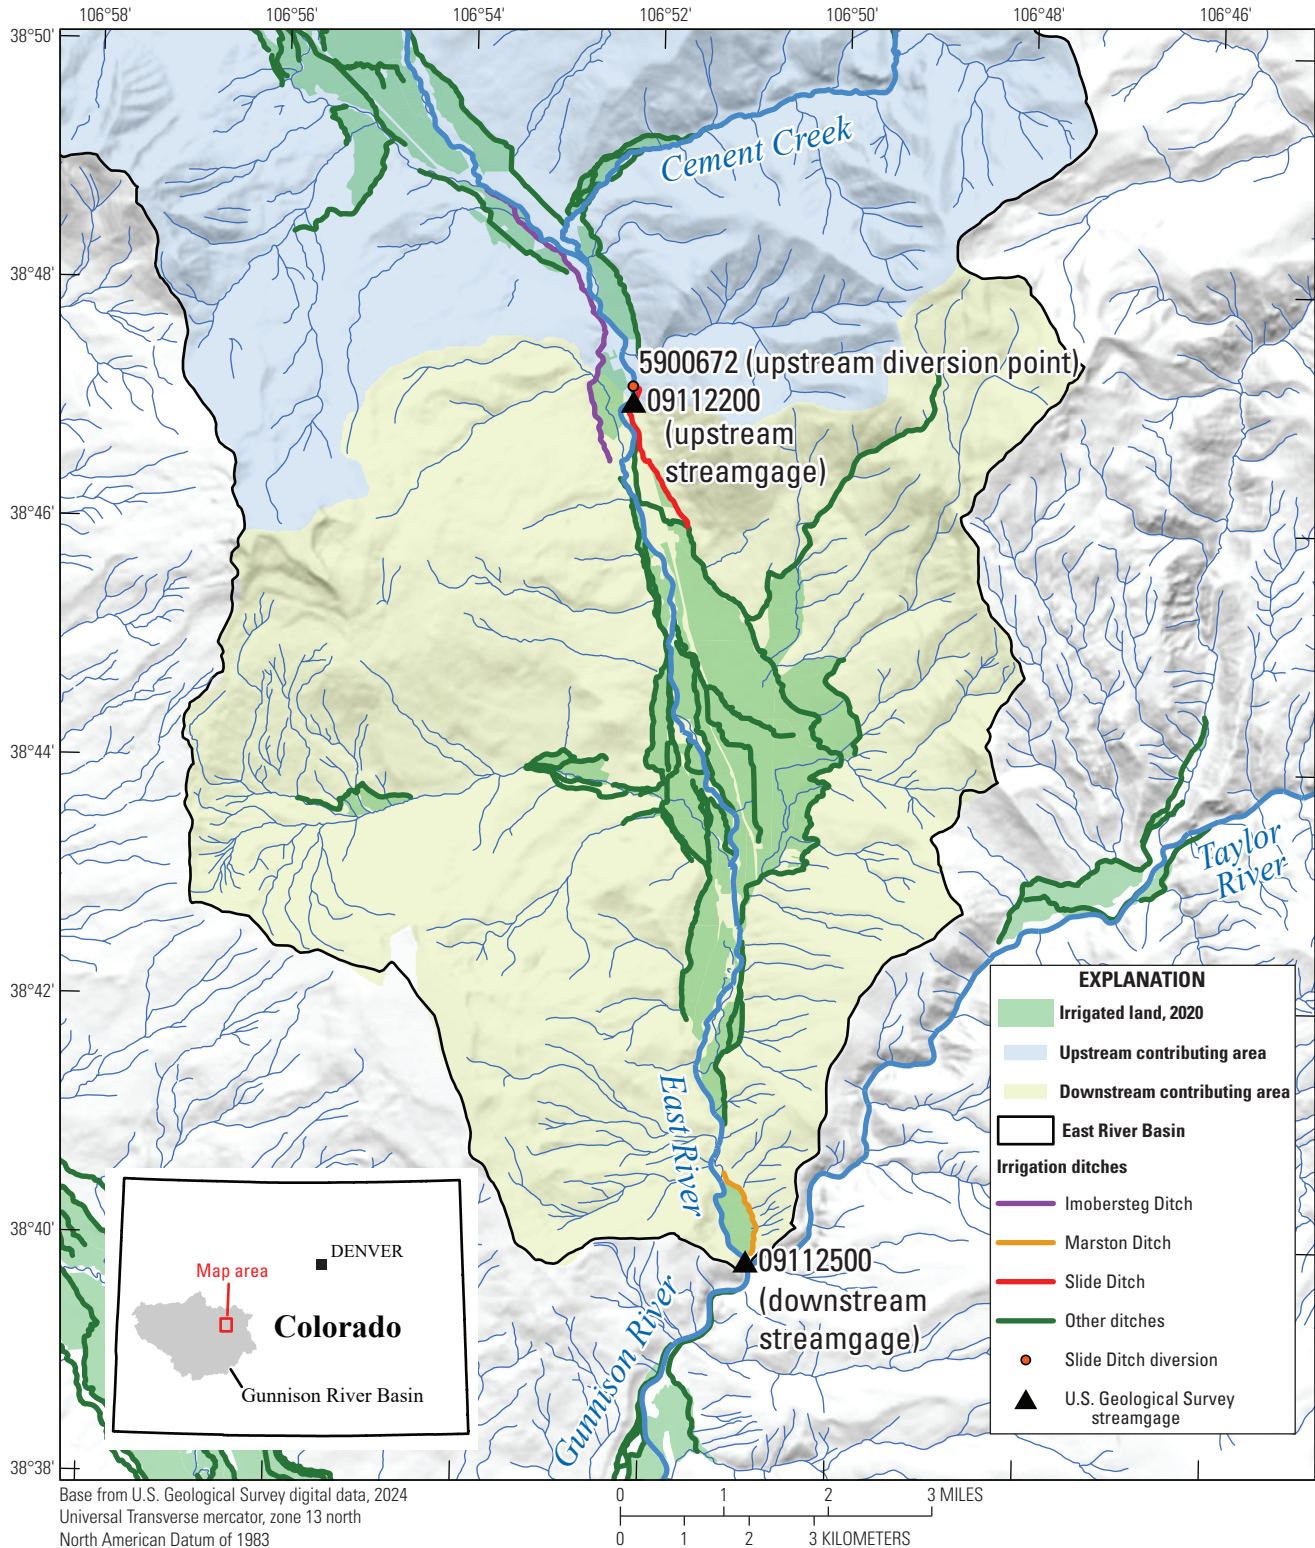 106°58'
106°56'
106°54'
106°52'
106°50'
106°48'
106°46'
38°50'
38°48'
38°46'
38°44'
38°42'
38°40'
38°38'
Cement Creek
5900672 (upstream diversion point)
09112200
(upstream
streamgage)
Taylor
River
East River
09112500
(downstream
streamgage)
Gunnison River
EXPLANATION
Irrigated land, 2020
Upstream contributing area
Downstream contributing area
East River Basin
Irrigation ditches
Imobersteg Ditch
Marston Ditch
Slide Ditch
Other ditches
Slide Ditch diversion
U.S. Geological Survey
streamgage
DENVER
Map area
Colorado
Gunnison River Basin
Base from U.S. Geological Survey digital data, 2024
Universal Transverse mercator, zone 13 north
North American Datum of 1983
0 1 2 3 MILES
0 1 2 3 KILOMETERS